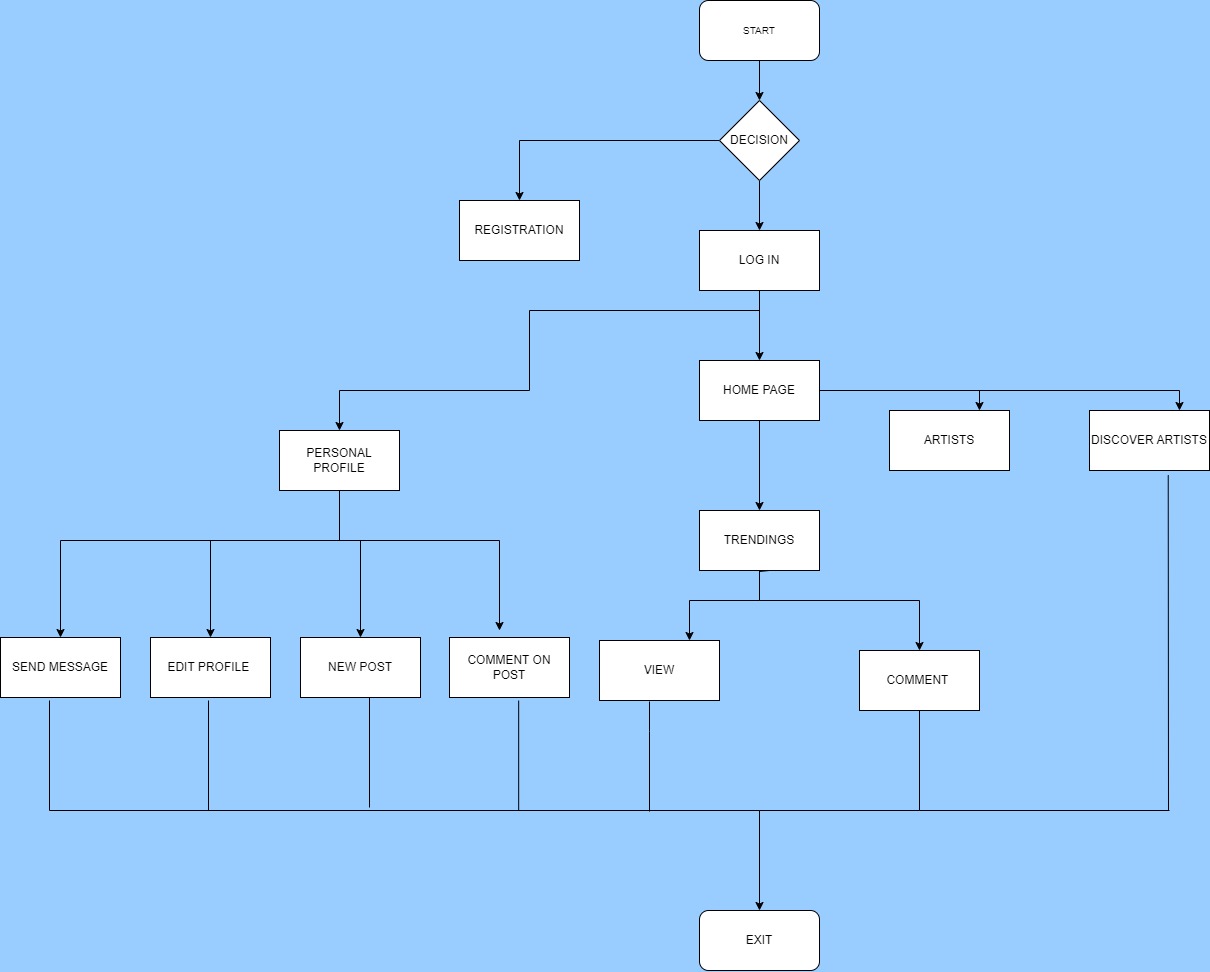 START
DECISION
REGISTRATION
LOG IN
HOME PAGE
ARTISTS
DISCOVER ARTISTS
PERSONAL
PROFILE
TRENDINGS
SEND MESSAGE
EDIT PROFILE
NEW POST
COMMENT ON
POST
VIEW
COMMENT
EXIT